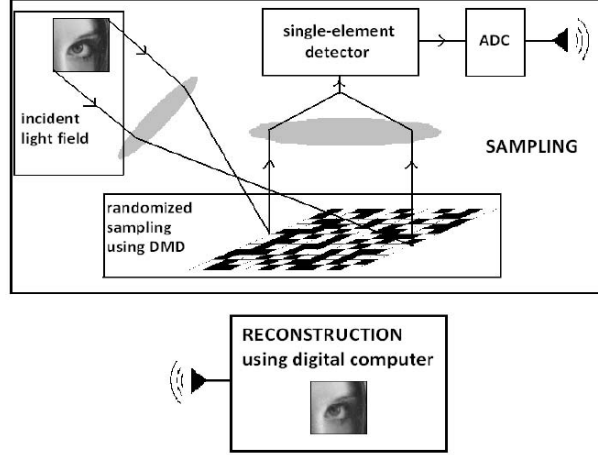 incident
light field
single-element
detector
ADC
SAMPLING
randomized
sampling
using DMD
RECONSTRUCTION
using digital computer